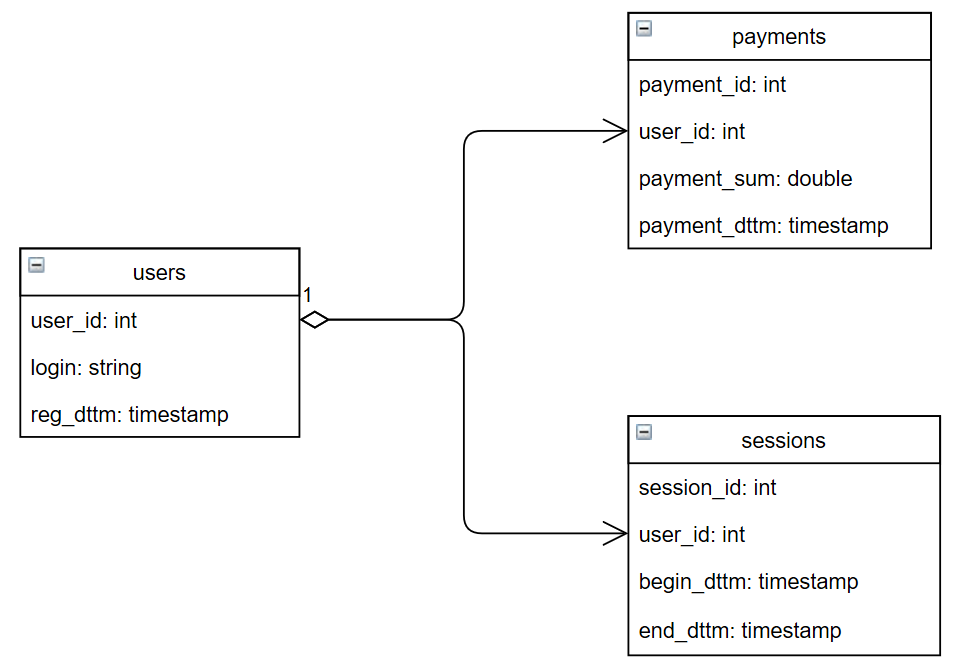 payments
payment_id: int
user_id: int
payment_sum: double
payment_dttm: timestamp
users
1
user_id: int
login: string
reg_dttm: timestamp
sessions
session_id: int
user_id: int
begin_dttm: timestamp
end_dttm: timestamp